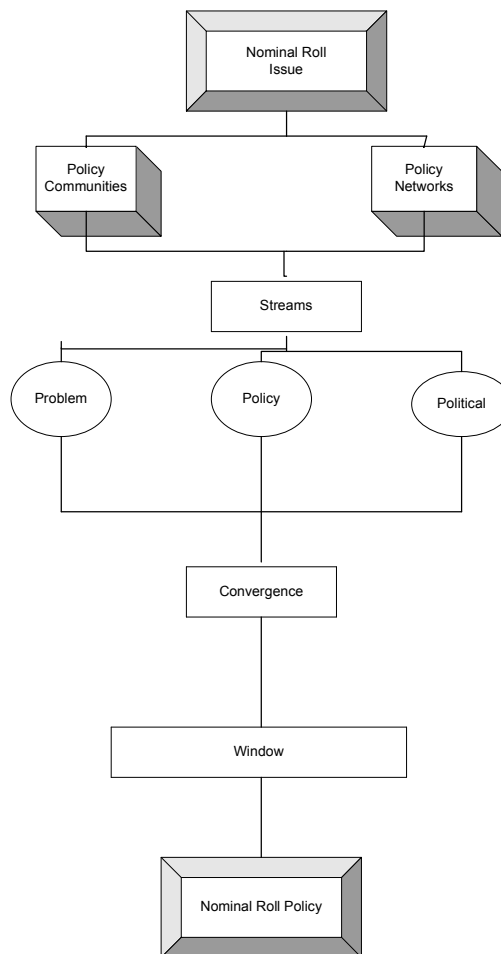 Nominal Roll
Issue
Policy
Communities
Policy
Networks
Streams
Problem
Policy
Political
Convergence
Window
Nominal Roll Policy